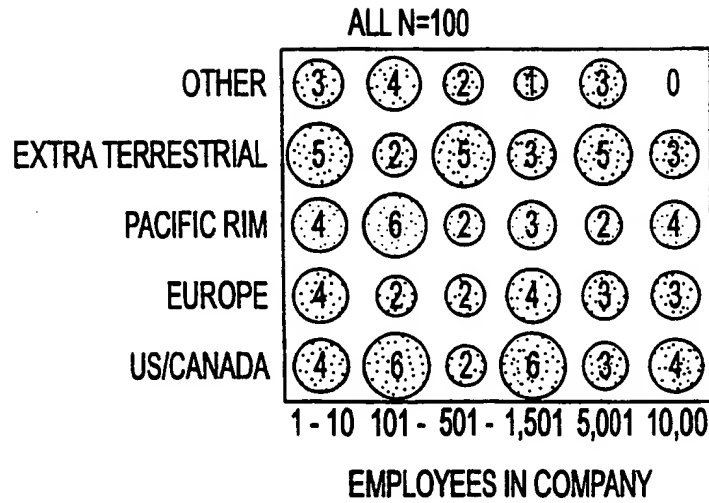 ALL N=100
OTHER 3 4 2 1 3 0
EXTRA TERRESTRIAL 5 2 5 3 5 3
PACIFIC RIM 4 6 2 3 2 4
EUROPE 4 2 2 4 3 3
US/CANADA 4 6 2 6 3 4
1 - 10 101 - 501 - 1,501 5,001 10,00
EMPLOYEES IN COMPANY